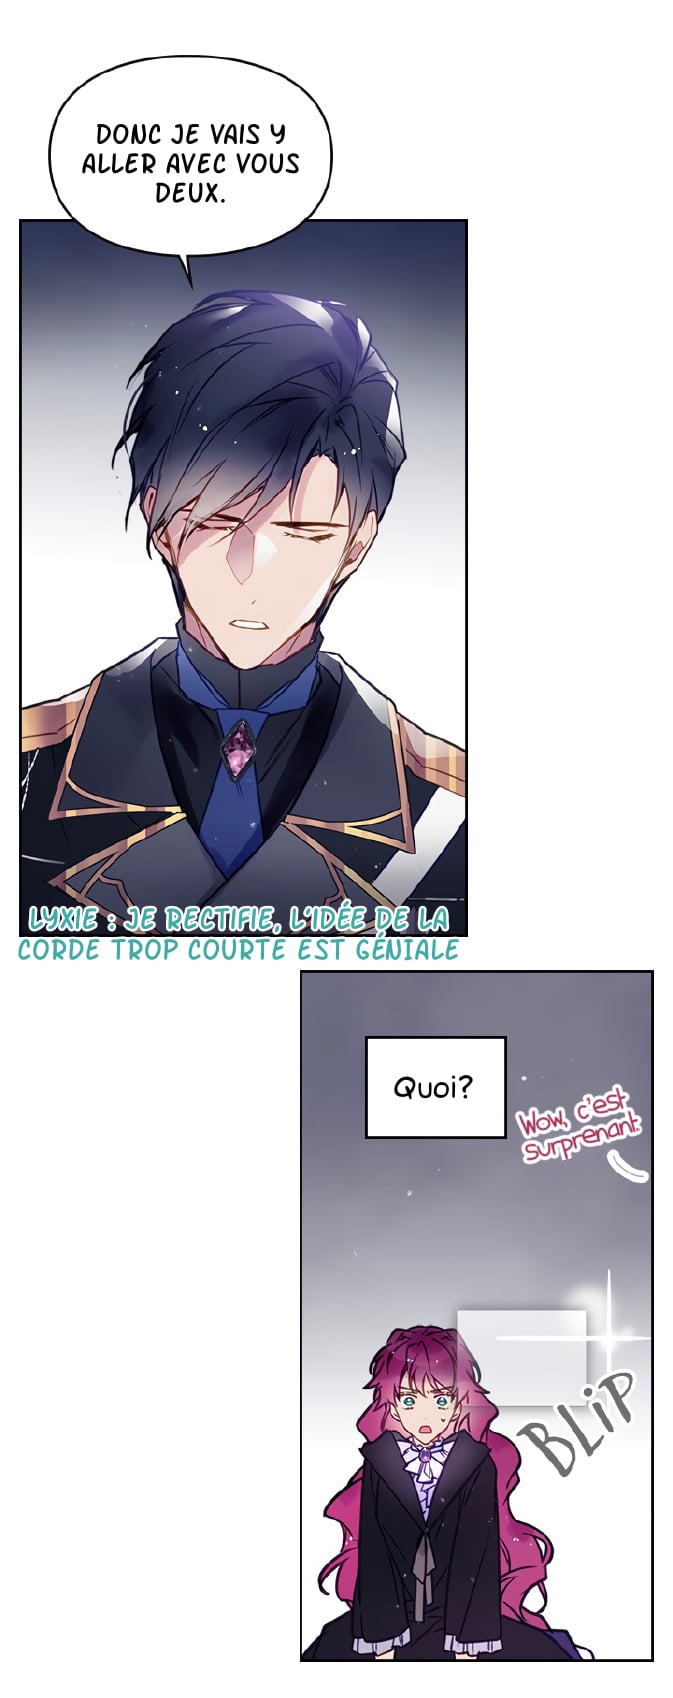 DONC JE VAIS Y
ALLER AVEC VOUS
DEUX.
LYXIE : JE RECTIFIE, L'IDÉE DE LA
CORDE TROP COURTE EST GÉNIALE
Quoi?
Wow, c'est
surprenant.
BLiP